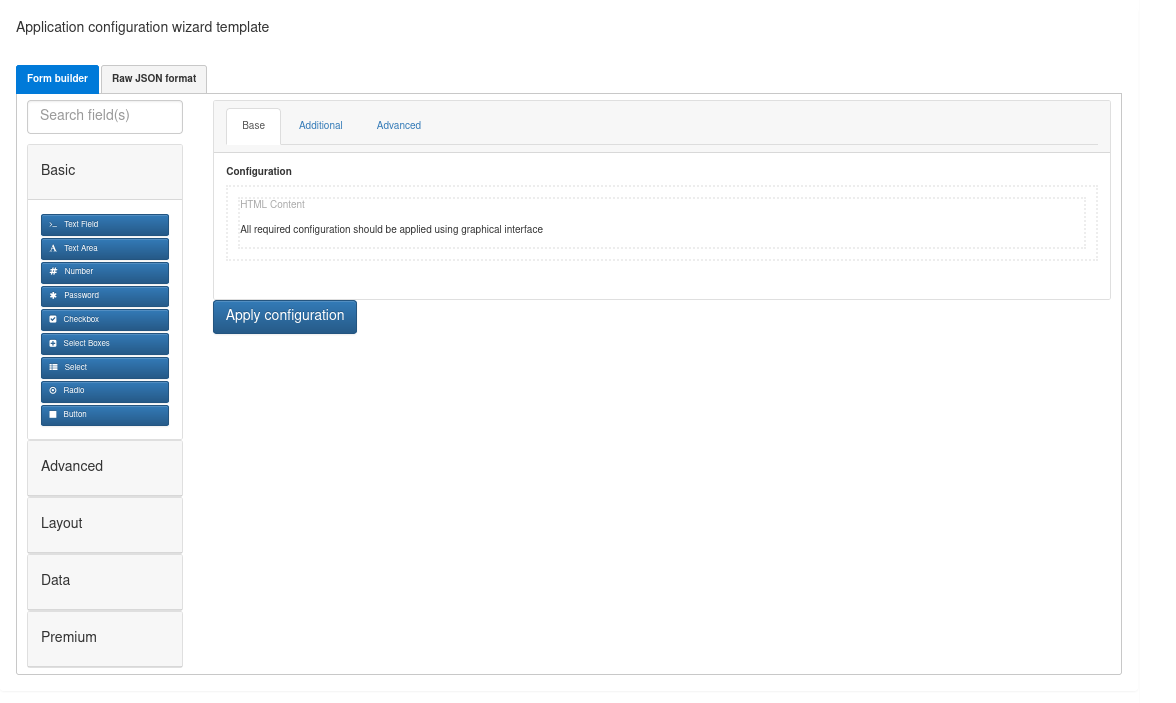 Application configuration wizard template
Form builder
Raw JSON format
Search field(s)
Basic
Text Field
Text Area
Number
Password
Checkbox
Select Boxes
Select
Radio
Button
Advanced
Layout
Data
Premium
Base
Additional
Advanced
Configuration
HTML Content
All required configuration should be applied using graphical interface
Apply configuration